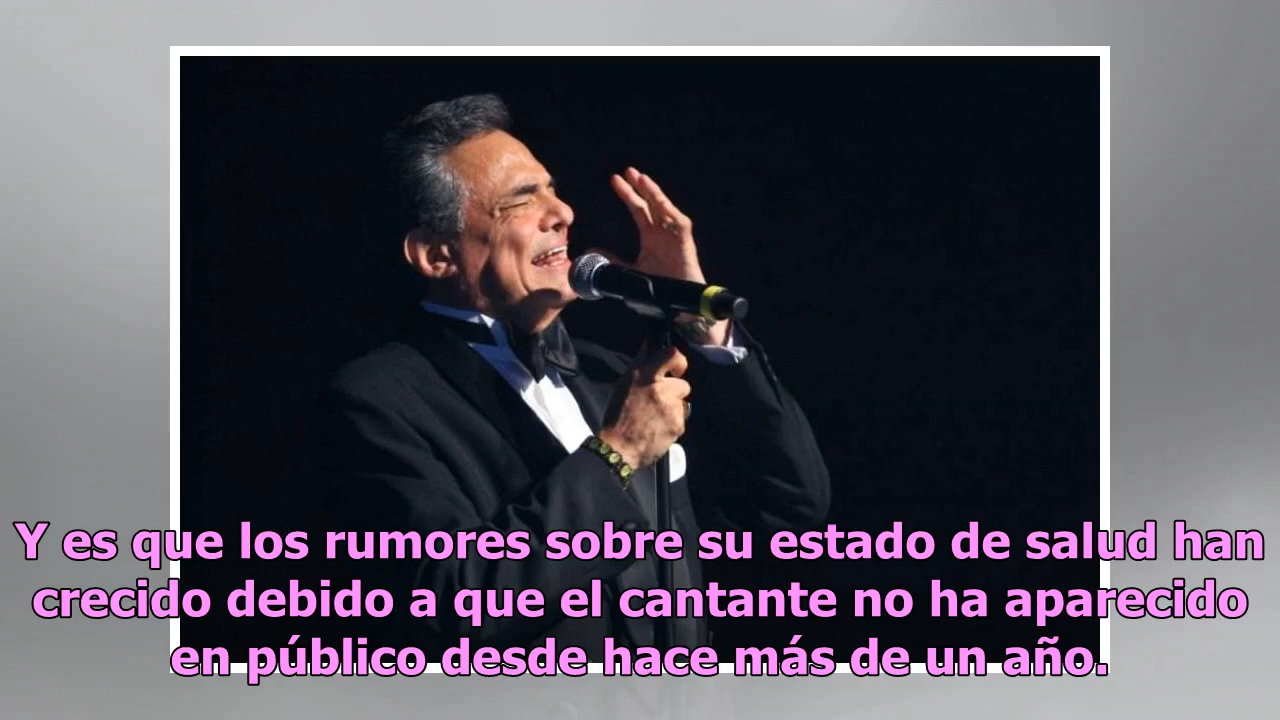 Y es que los rumores sobre su estado de salud han
crecido debido a que el cantante no ha aparecido
en público desde hace más de un año.